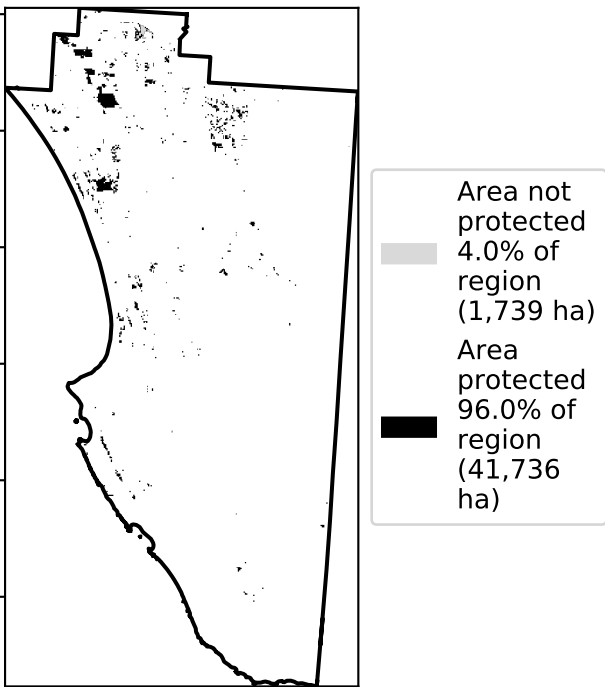 Area not
protected
4.0% of
region
(1,739 ha)
Area
protected
96.0% of
region
(41,736
ha)